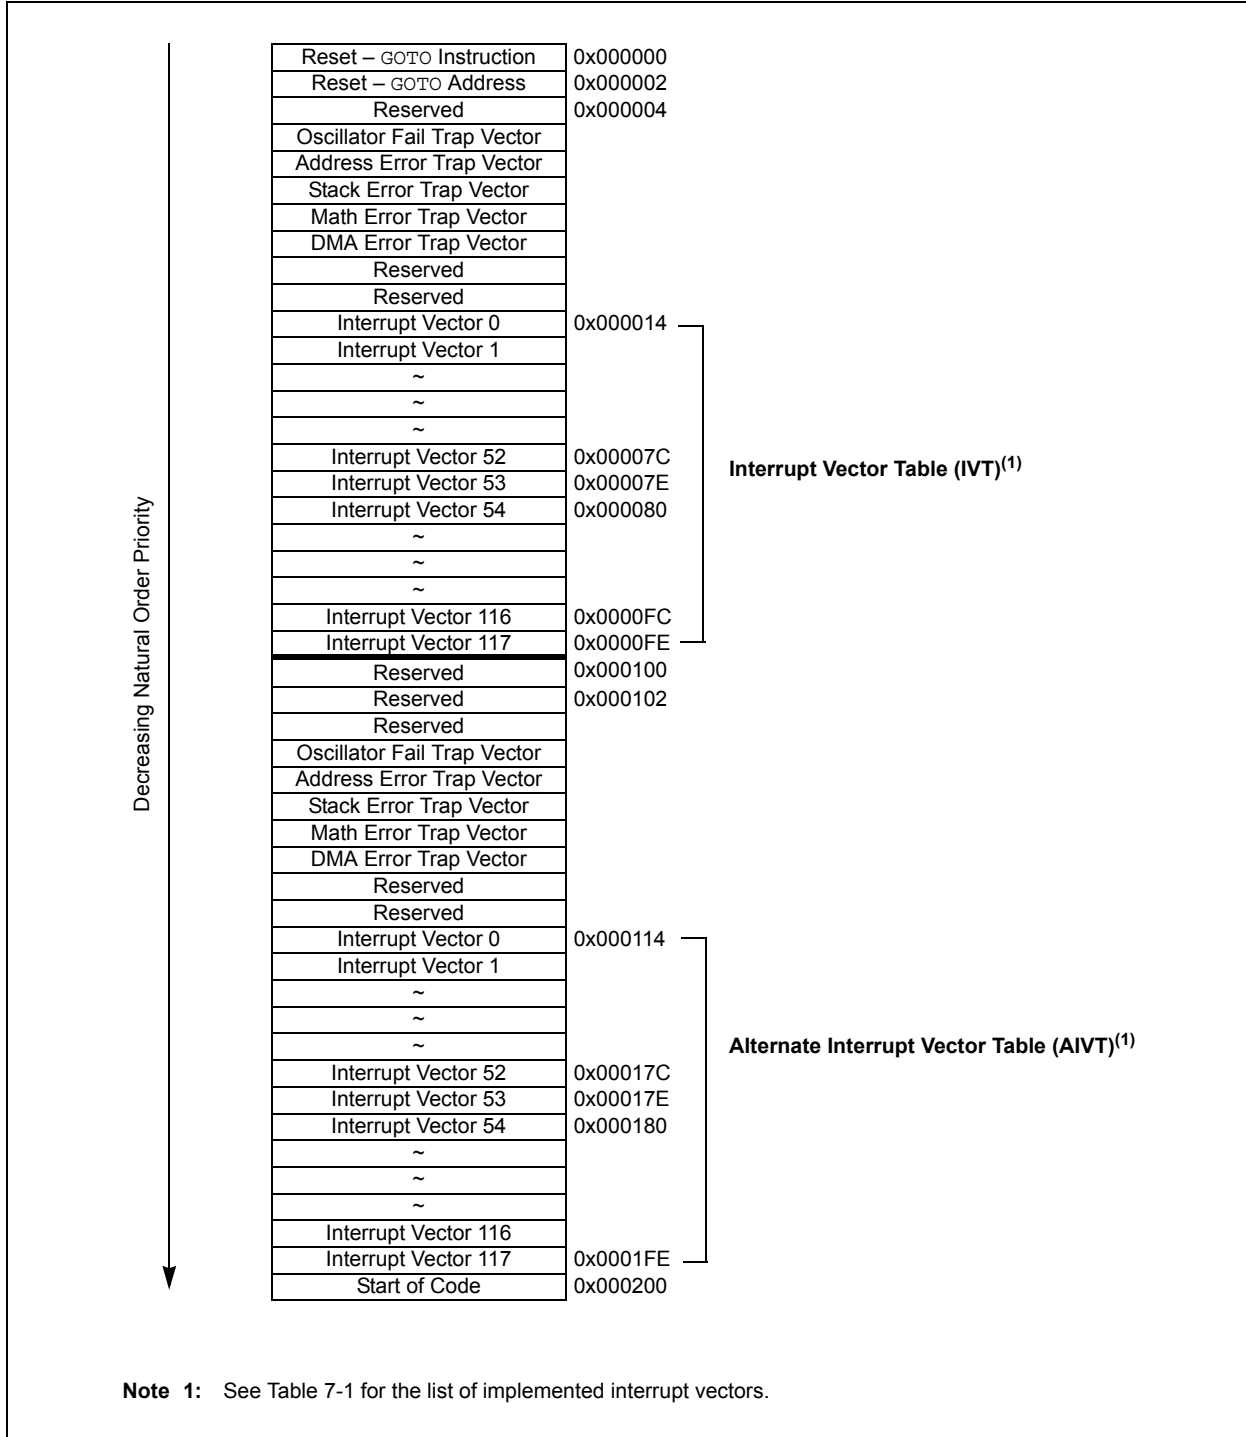 Decreasing Natural Order Priority
Reset – GOTO Instruction 0x000000
Reset – GOTO Address 0x000002
Reserved 0x000004
Oscillator Fail Trap Vector
Address Error Trap Vector
Stack Error Trap Vector
Math Error Trap Vector
DMA Error Trap Vector
Reserved
Reserved
Interrupt Vector 0 0x000014
Interrupt Vector 1
~
~
~
Interrupt Vector 52 0x00007C
Interrupt Vector Table (IVT)(1)
Interrupt Vector 53 0x00007E
Interrupt Vector 54 0x000080
~
~
~
Interrupt Vector 116 0x0000FC
Interrupt Vector 117 0x0000FE
Reserved 0x000100
Reserved 0x000102
Reserved
Oscillator Fail Trap Vector
Address Error Trap Vector
Stack Error Trap Vector
Math Error Trap Vector
DMA Error Trap Vector
Reserved
Reserved
Interrupt Vector 0 0x000114
Interrupt Vector 1
~
~
~
Alternate Interrupt Vector Table (AIVT)(1)
Interrupt Vector 52 0x00017C
Interrupt Vector 53 0x00017E
Interrupt Vector 54 0x000180
~
~
~
Interrupt Vector 116
Interrupt Vector 117 0x0001FE
Start of Code 0x000200
Note 1: See Table 7-1 for the list of implemented interrupt vectors.